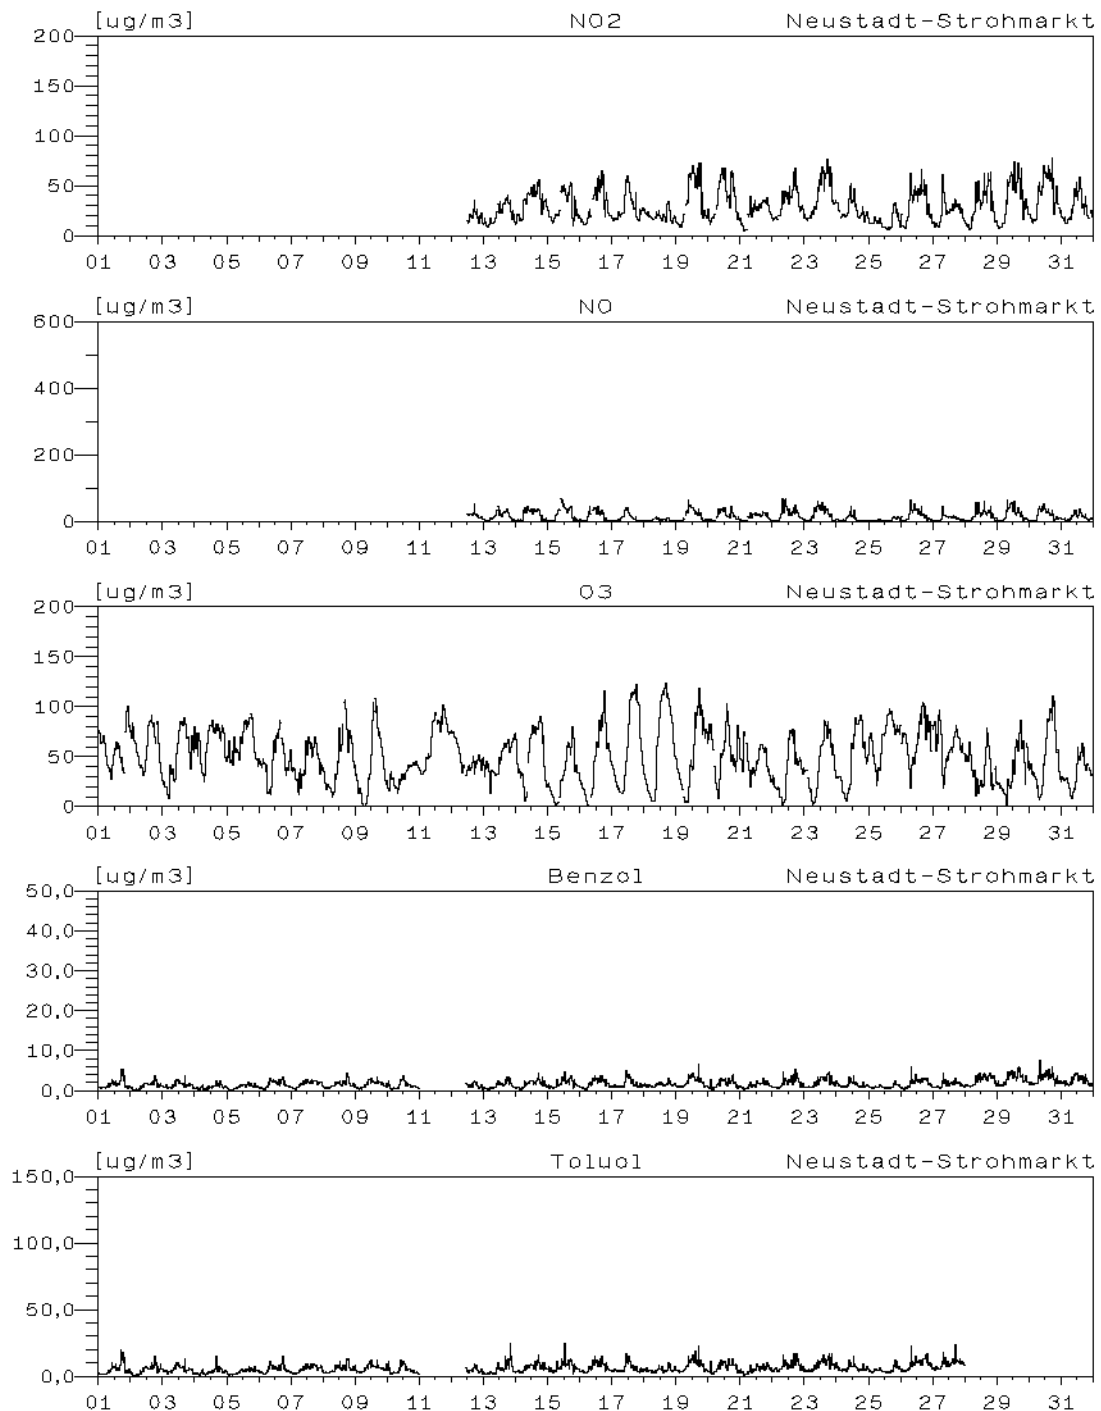 [ug/m3] NO2 Neustadt-Strohmarkt
200
150
100
50
0
01 03 05 07 09 11 13 15 17 19 21 23 25 27 29 31
[ug/m3] NO Neustadt-Strohmarkt
600
400
200
0
01 03 05 07 09 11 13 15 17 19 21 23 25 27 29 31
[ug/m3] O3 Neustadt-Strohmarkt
200
150
100
50
0
01 03 05 07 09 11 13 15 17 19 21 23 25 27 29 31
[ug/m3] Benzol Neustadt-Strohmarkt
50,0
40,0
30,0
20,0
10,0
0,0
01 03 05 07 09 11 13 15 17 19 21 23 25 27 29 31
[ug/m3] Toluol Neustadt-Strohmarkt
150,0
100,0
50,0
0,0
01 03 05 07 09 11 13 15 17 19 21 23 25 27 29 31